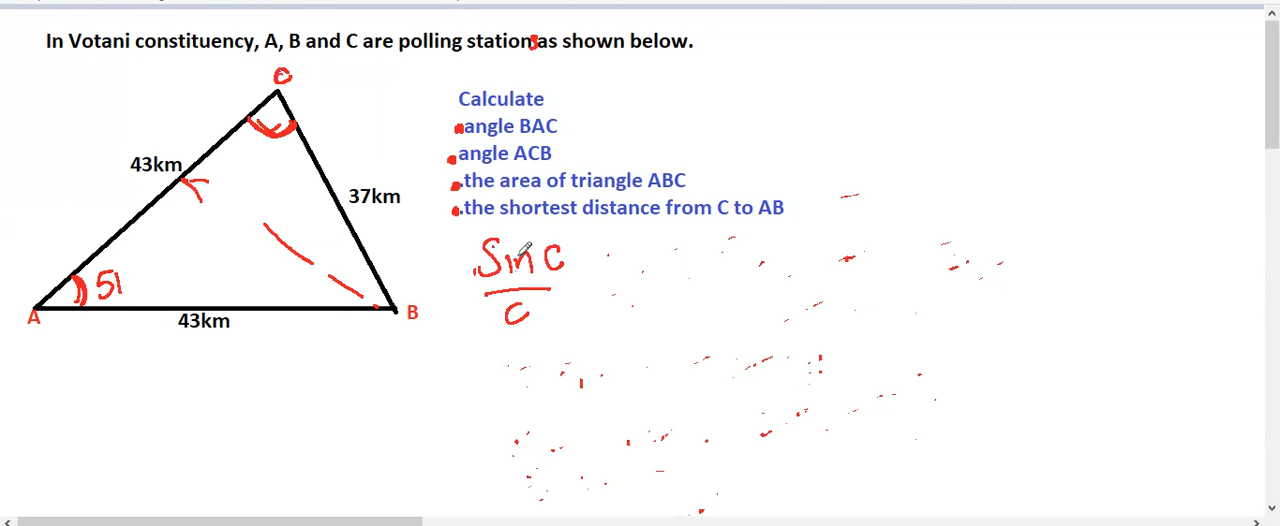 In Votani constituency, A, B and C are polling stations as shown below.
C
Calculate
angle BAC
angle ACB
.the area of triangle ABC
.the shortest distance from C to AB
43km
37km
51
A
43km
B
Sin C
C